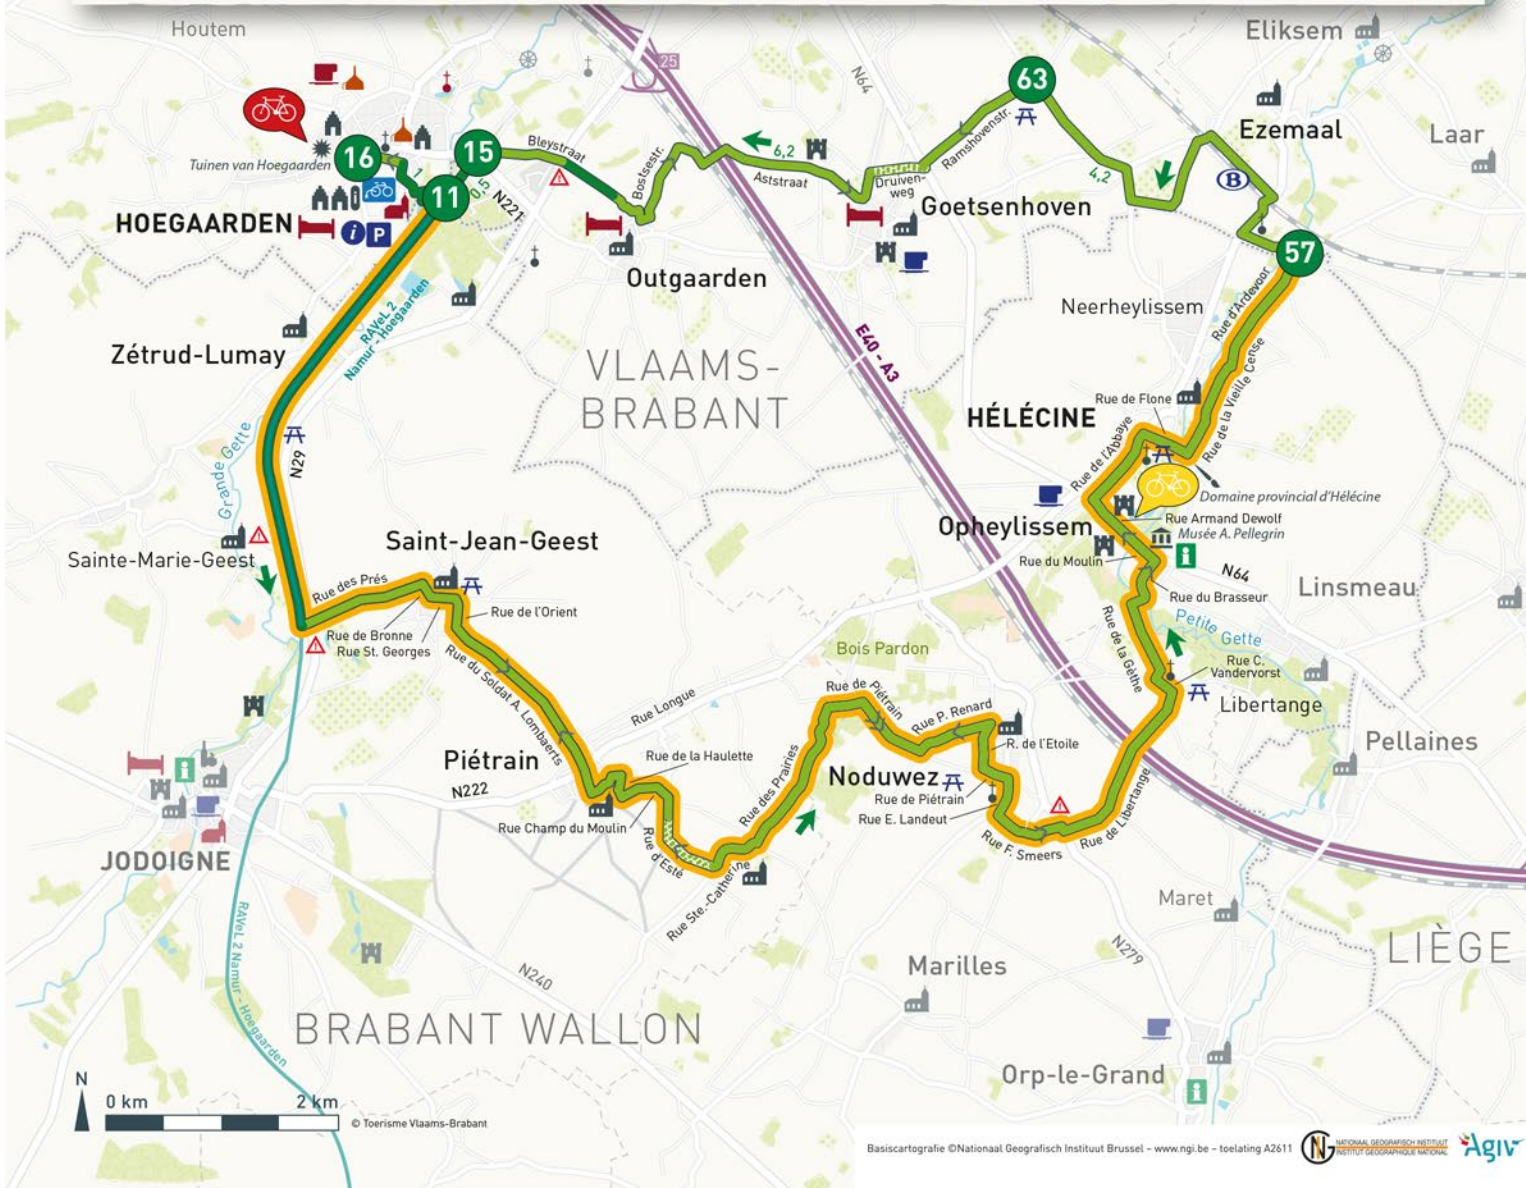 Houtem
Eliksem
25
N64
63
Ezemaal
Laar
Tuinen van Hoegaarden
16
15
Bleystraat
6,2
Ramshovenstr.
4,2
1
11
0,5
N221
Bostsestr.
Aststraat
Druiven-
weg
B
HOEGAARDEN
i
P
Goetsenhoven
57
Outgaarden
RAVeL 2
Namur - Hoegaarden
Neerheylissem
Rue d'Ardevoor
Zétrud-Lumay
VLAAMS-
BRABANT
E40 - A3
Rue de la Vieille Cense
Rue de Flone
HÉLÉCINE
Rue de l'Abbaye
Grande Gette
N29
Domaine provincial d'Hélécine
Opheylissem
Rue Armand Dewolf
Musée A. Pellegrin
i
Rue du Moulin
N64
Saint-Jean-Geest
Sainte-Marie-Geest
Rue des Prés
Rue de l'Orient
Rue du Brasseur
Linsmeau
Rue de Bronne
Rue St. Georges
Petite Gette
Rue de la Gèthe
Bois Pardon
Rue du Soldat A. Lombaerts
Rue C.
Vandervorst
Libertange
Rue Longue
Rue de Piétrain
Rue P. Renard
R. de l'Etoile
Pellaines
Piétrain
Rue de la Haulette
Rue des Prairies
Noduwez
N222
Rue de Piétrain
Rue E. Landeut
Rue Champ du Moulin
Rue d'Esté
Rue F. Smeers
Rue de Libertange
i
JODOIGNE
Rue Ste.-Catherine
Maret
RAVeL 2 Namur - Hoegaarden
N240
N279
LIÈGE
Marilles
BRABANT WALLON
Orp-le-Grand
i
N
0 km
2 km
© Toerisme Vlaams-Brabant
Basiscartografie ©Nationaal Geografisch Instituut Brussel – www.ngi.be – toelating A2611
NATIONAAL GEOGRAFISCH INSTITUUT
INSTITUT GEOGRAPHIQUE NATIONAL
Agiv